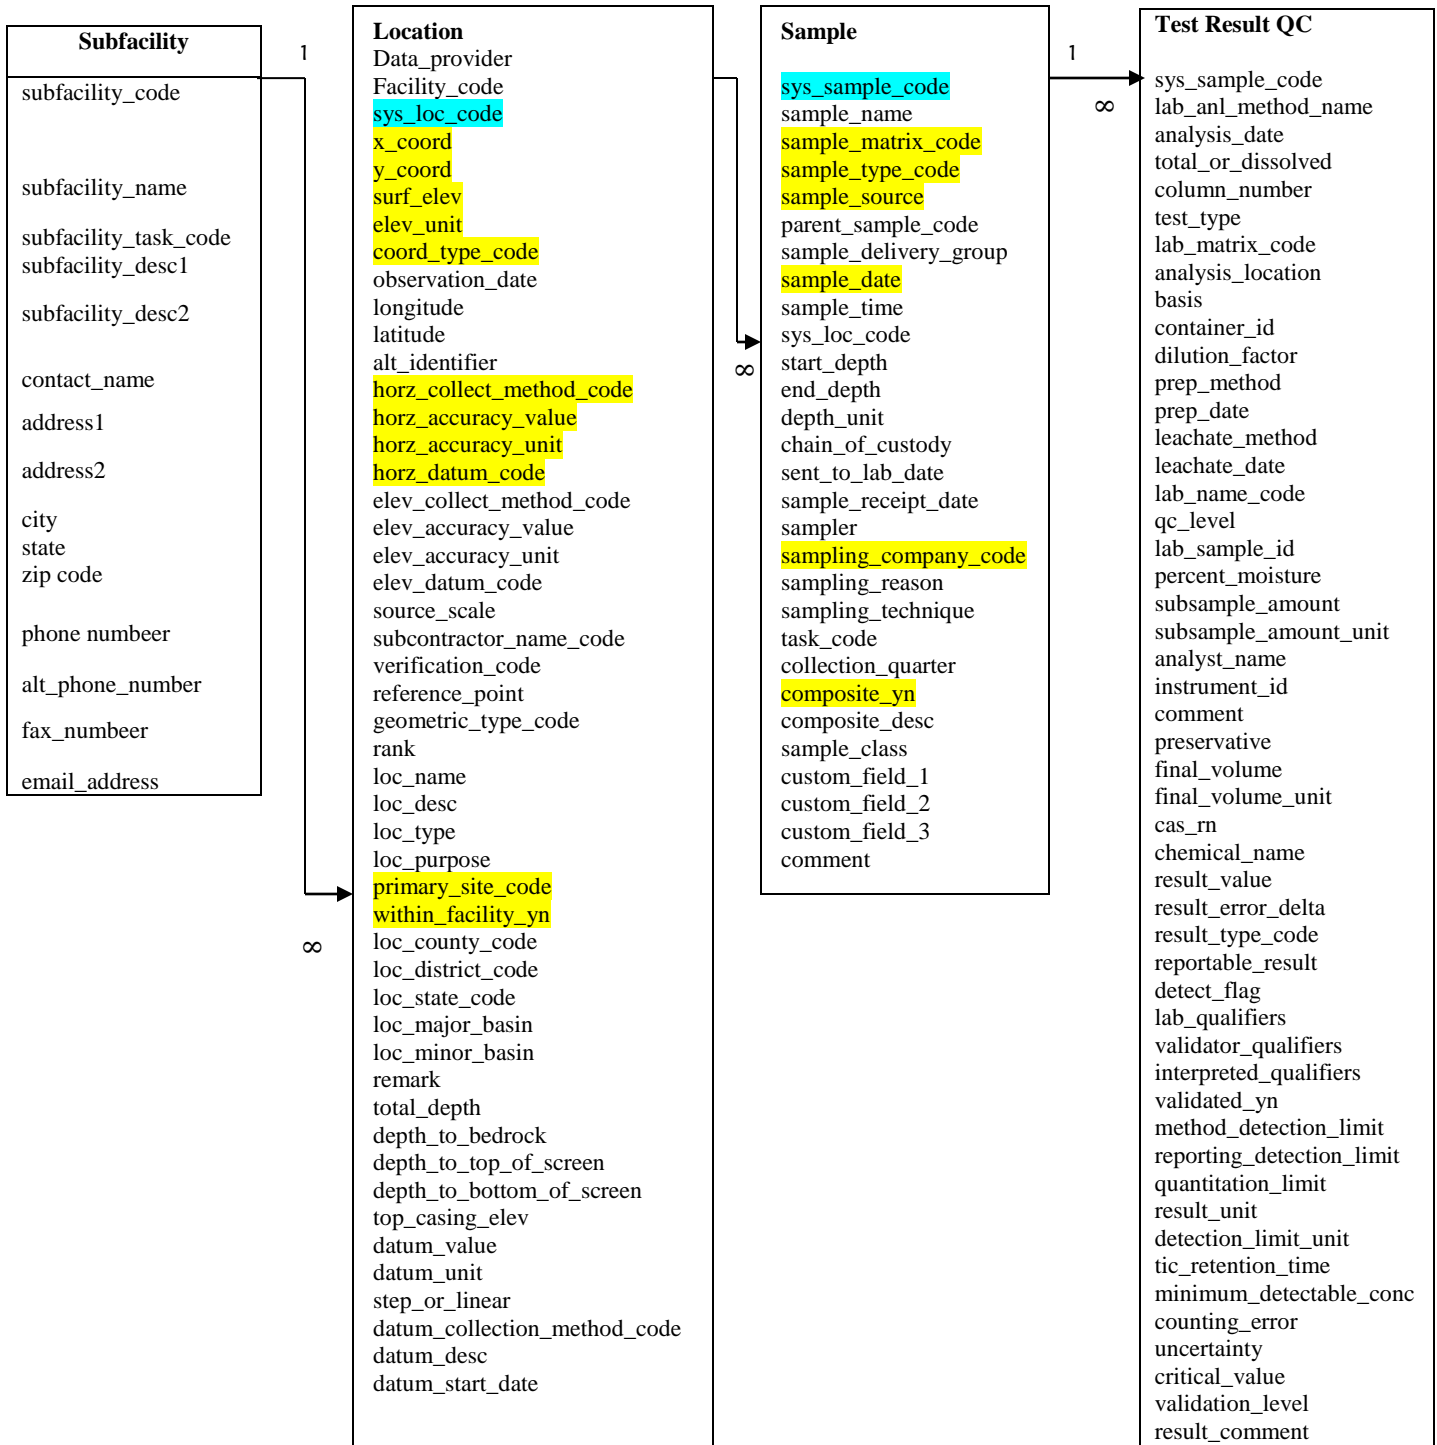 Subfacility
subfacility_code
subfacility_name
subfacility_task_code
subfacility_desc1
subfacility_desc2
contact_name
address1
address2
city
state
zip code
phone numbeer
alt_phone_number
fax_numbeer
email_address
1
∞
Location
Data_provider
Facility_code
sys_loc_code
x_coord
y_coord
surf_elev
elev_unit
coord_type_code
observation_date
longitude
latitude
alt_identifier
horz_collect_method_code
horz_accuracy_value
horz_accuracy_unit
horz_datum_code
elev_collect_method_code
elev_accuracy_value
elev_accuracy_unit
elev_datum_code
source_scale
subcontractor_name_code
verification_code
reference_point
geometric_type_code
rank
loc_name
loc_desc
loc_type
loc_purpose
primary_site_code
within_facility_yn
loc_county_code
loc_district_code
loc_state_code
loc_major_basin
loc_minor_basin
remark
total_depth
depth_to_bedrock
depth_to_top_of_screen
depth_to_bottom_of_screen
top_casing_elev
datum_value
datum_unit
step_or_linear
datum_collection_method_code
datum_desc
datum_start_date
∞
Sample
sys_sample_code
sample_name
sample_matrix_code
sample_type_code
sample_source
parent_sample_code
sample_delivery_group
sample_date
sample_time
sys_loc_code
start_depth
end_depth
depth_unit
chain_of_custody
sent_to_lab_date
sample_receipt_date
sampler
sampling_company_code
sampling_reason
sampling_technique
task_code
collection_quarter
composite_yn
composite_desc
sample_class
custom_field_1
custom_field_2
custom_field_3
comment
1
∞
Test Result QC
sys_sample_code
lab_anl_method_name
analysis_date
total_or_dissolved
column_number
test_type
lab_matrix_code
analysis_location
basis
container_id
dilution_factor
prep_method
prep_date
leachate_method
leachate_date
lab_name_code
qc_level
lab_sample_id
percent_moisture
subsample_amount
subsample_amount_unit
analyst_name
instrument_id
comment
preservative
final_volume
final_volume_unit
cas_rn
chemical_name
result_value
result_error_delta
result_type_code
reportable_result
detect_flag
lab_qualifiers
validator_qualifiers
interpreted_qualifiers
validated_yn
method_detection_limit
reporting_detection_limit
quantitation_limit
result_unit
detection_limit_unit
tic_retention_time
minimum_detectable_conc
counting_error
uncertainty
critical_value
validation_level
result_comment